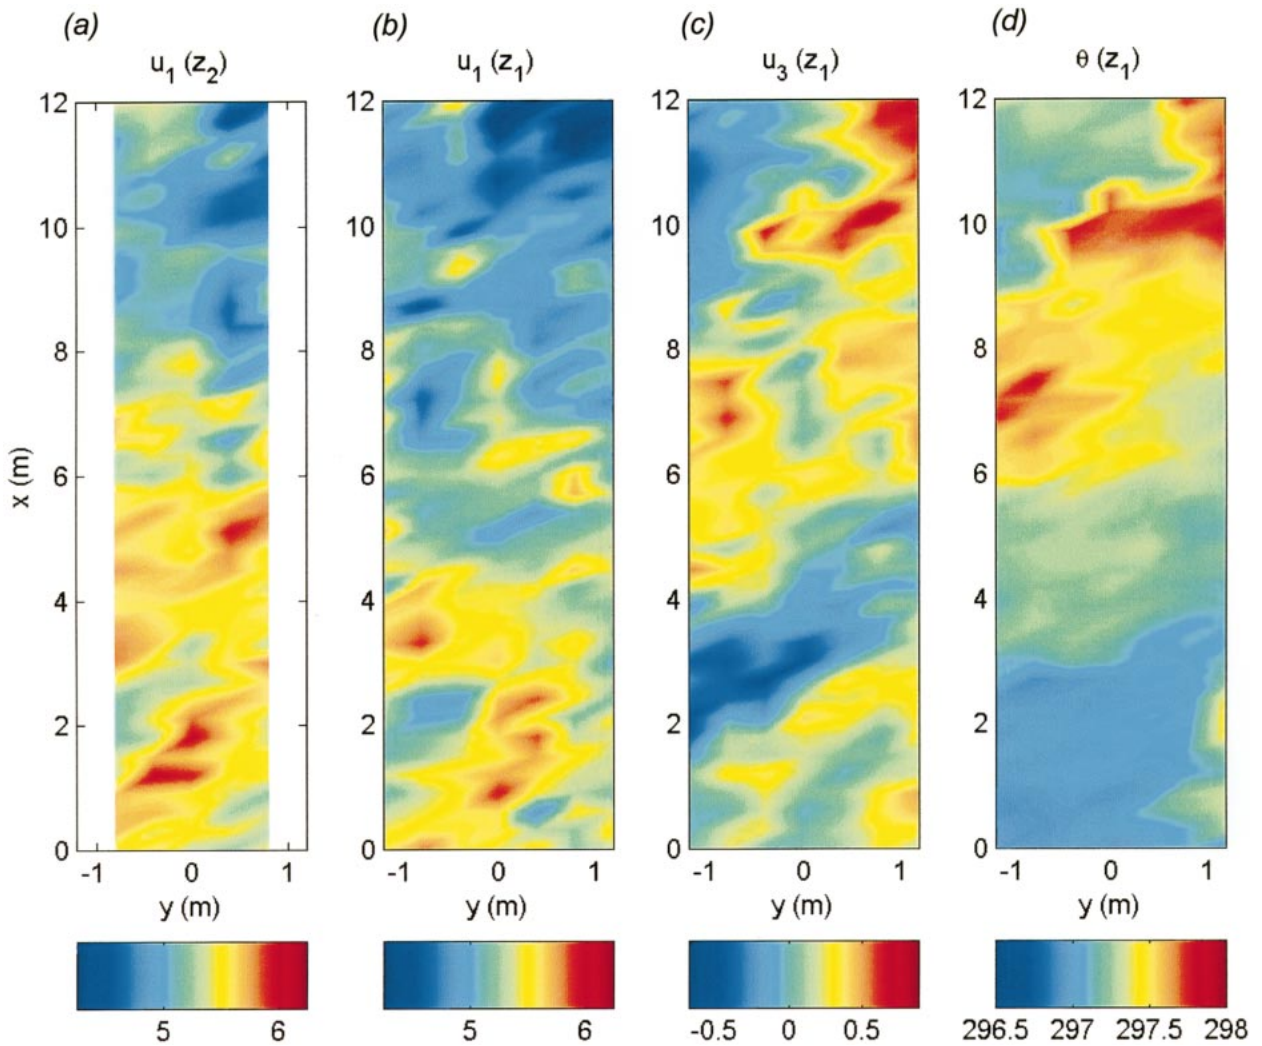 (a) (b) (c) (d)
u1 (z2) u1 (z1) u3 (z1) θ (z1)
12 12 12 12
10 10 10 10
8 8 8 8
x (m)
6 6 6 6
4 4 4 4
2 2 2 2
0 0 0 0
-1 0 1 -1 0 1 -1 0 1 -1 0 1
y (m) y (m) y (m) y (m)
5 6 5 6 -0.5 0 0.5 296.5 297 297.5 298